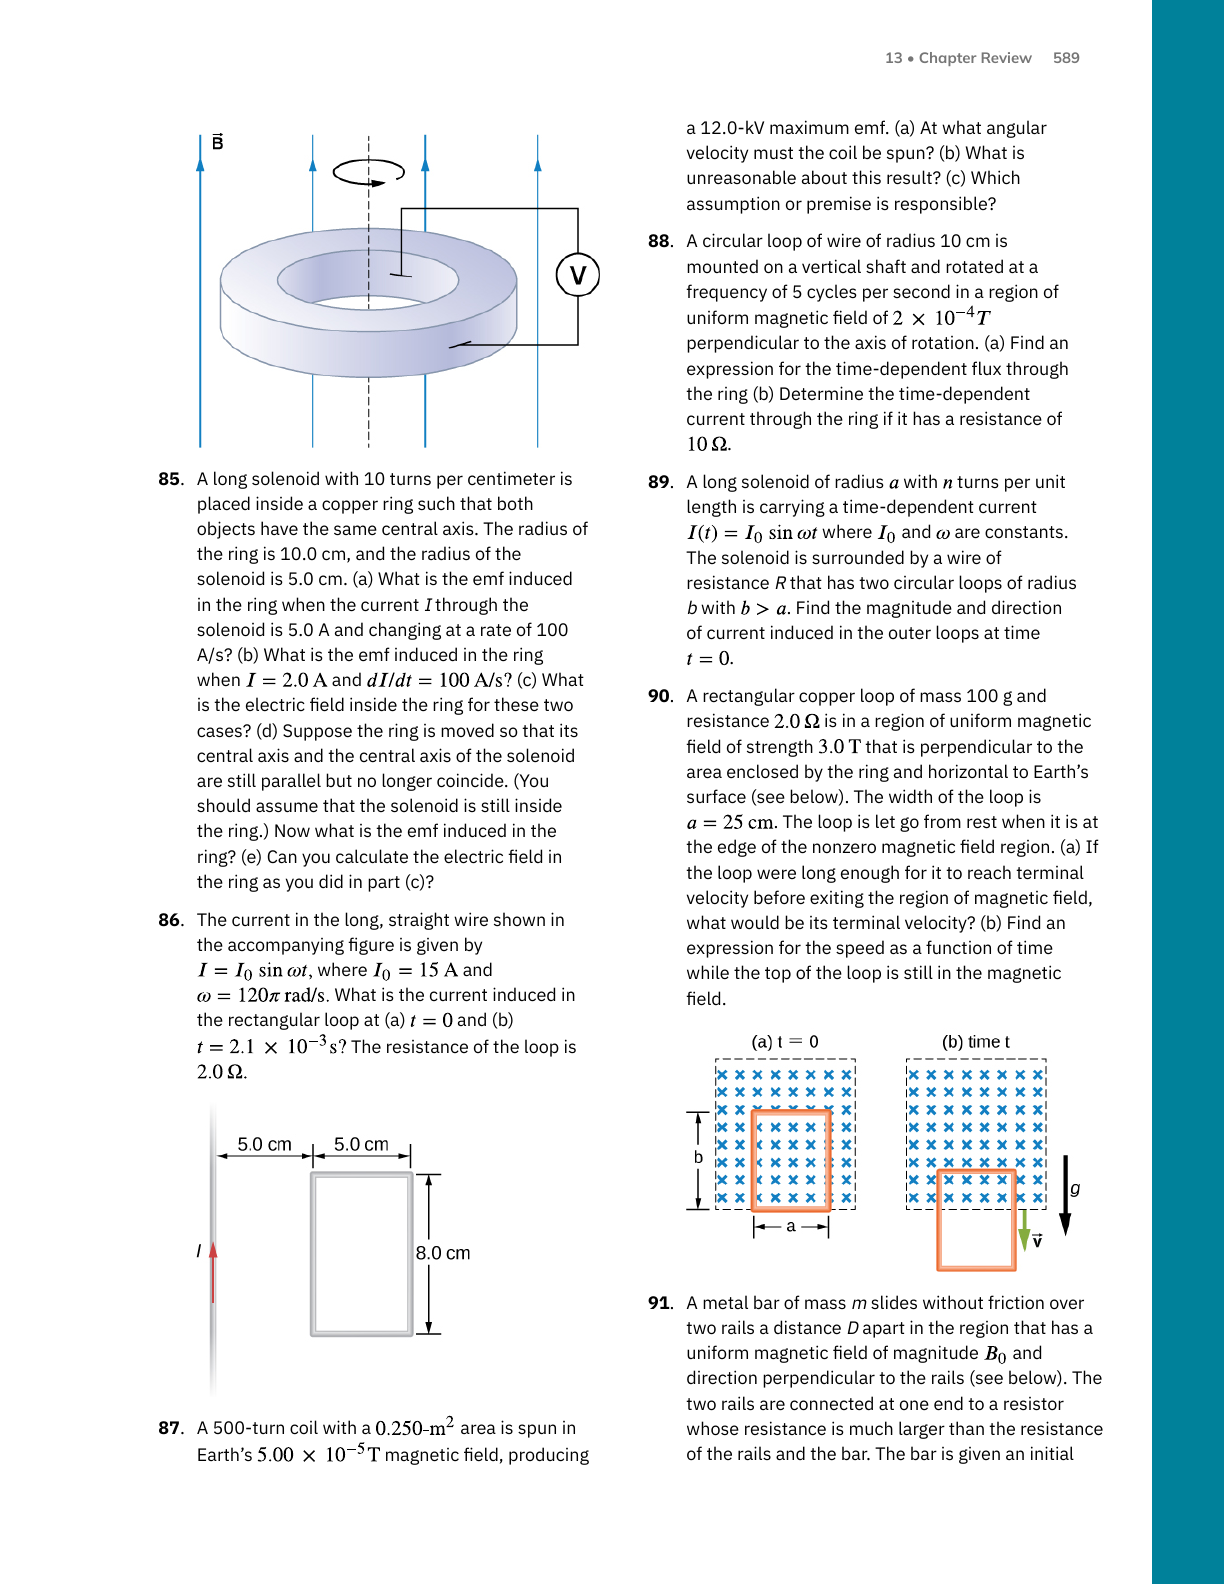 13 • Chapter Review 589
B⃗
V
85. A long solenoid with 10 turns per centimeter is
placed inside a copper ring such that both
objects have the same central axis. The radius of
the ring is 10.0 cm, and the radius of the
solenoid is 5.0 cm. (a) What is the emf induced
in the ring when the current I through the
solenoid is 5.0 A and changing at a rate of 100
A/s? (b) What is the emf induced in the ring
when I = 2.0 A and dI/dt = 100 A/s? (c) What
is the electric field inside the ring for these two
cases? (d) Suppose the ring is moved so that its
central axis and the central axis of the solenoid
are still parallel but no longer coincide. (You
should assume that the solenoid is still inside
the ring.) Now what is the emf induced in the
ring? (e) Can you calculate the electric field in
the ring as you did in part (c)?
86. The current in the long, straight wire shown in
the accompanying figure is given by
I = I₀ sin ωt, where I₀ = 15 A and
ω = 120π rad/s. What is the current induced in
the rectangular loop at (a) t = 0 and (b)
t = 2.1 × 10⁻³ s? The resistance of the loop is
2.0 Ω.
5.0 cm 5.0 cm
I
8.0 cm
87. A 500-turn coil with a 0.250-m² area is spun in
Earth’s 5.00 × 10⁻⁵ T magnetic field, producing
a 12.0-kV maximum emf. (a) At what angular
velocity must the coil be spun? (b) What is
unreasonable about this result? (c) Which
assumption or premise is responsible?
88. A circular loop of wire of radius 10 cm is
mounted on a vertical shaft and rotated at a
frequency of 5 cycles per second in a region of
uniform magnetic field of 2 × 10⁻⁴ T
perpendicular to the axis of rotation. (a) Find an
expression for the time-dependent flux through
the ring (b) Determine the time-dependent
current through the ring if it has a resistance of
10 Ω.
89. A long solenoid of radius a with n turns per unit
length is carrying a time-dependent current
I(t) = I₀ sin ωt where I₀ and ω are constants.
The solenoid is surrounded by a wire of
resistance R that has two circular loops of radius
b with b > a. Find the magnitude and direction
of current induced in the outer loops at time
t = 0.
90. A rectangular copper loop of mass 100 g and
resistance 2.0 Ω is in a region of uniform magnetic
field of strength 3.0 T that is perpendicular to the
area enclosed by the ring and horizontal to Earth’s
surface (see below). The width of the loop is
a = 25 cm. The loop is let go from rest when it is at
the edge of the nonzero magnetic field region. (a) If
the loop were long enough for it to reach terminal
velocity before exiting the region of magnetic field,
what would be its terminal velocity? (b) Find an
expression for the speed as a function of time
while the top of the loop is still in the magnetic
field.
(a) t = 0 (b) time t
b
a
g
v⃗
91. A metal bar of mass m slides without friction over
two rails a distance D apart in the region that has a
uniform magnetic field of magnitude B₀ and
direction perpendicular to the rails (see below). The
two rails are connected at one end to a resistor
whose resistance is much larger than the resistance
of the rails and the bar. The bar is given an initial